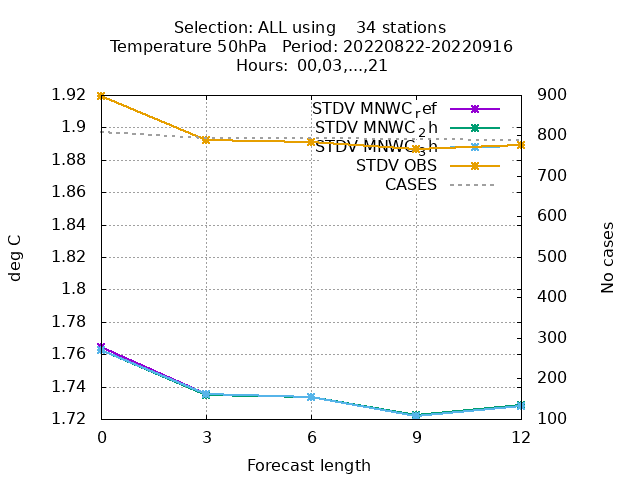 Selection: ALL using    34 stations
Temperature 50hPa   Period: 20220822-20220916
Hours: 00,03,...,21
STDV MNWC_ref
STDV MNWC_2h
STDV MNWC_3h
STDV OBS
CASES
1.92
1.9
1.88
1.86
1.84
1.82
1.8
1.78
1.76
1.74
1.72
900
800
700
600
500
400
300
200
100
deg C
No cases
0 3 6 9 12
Forecast length